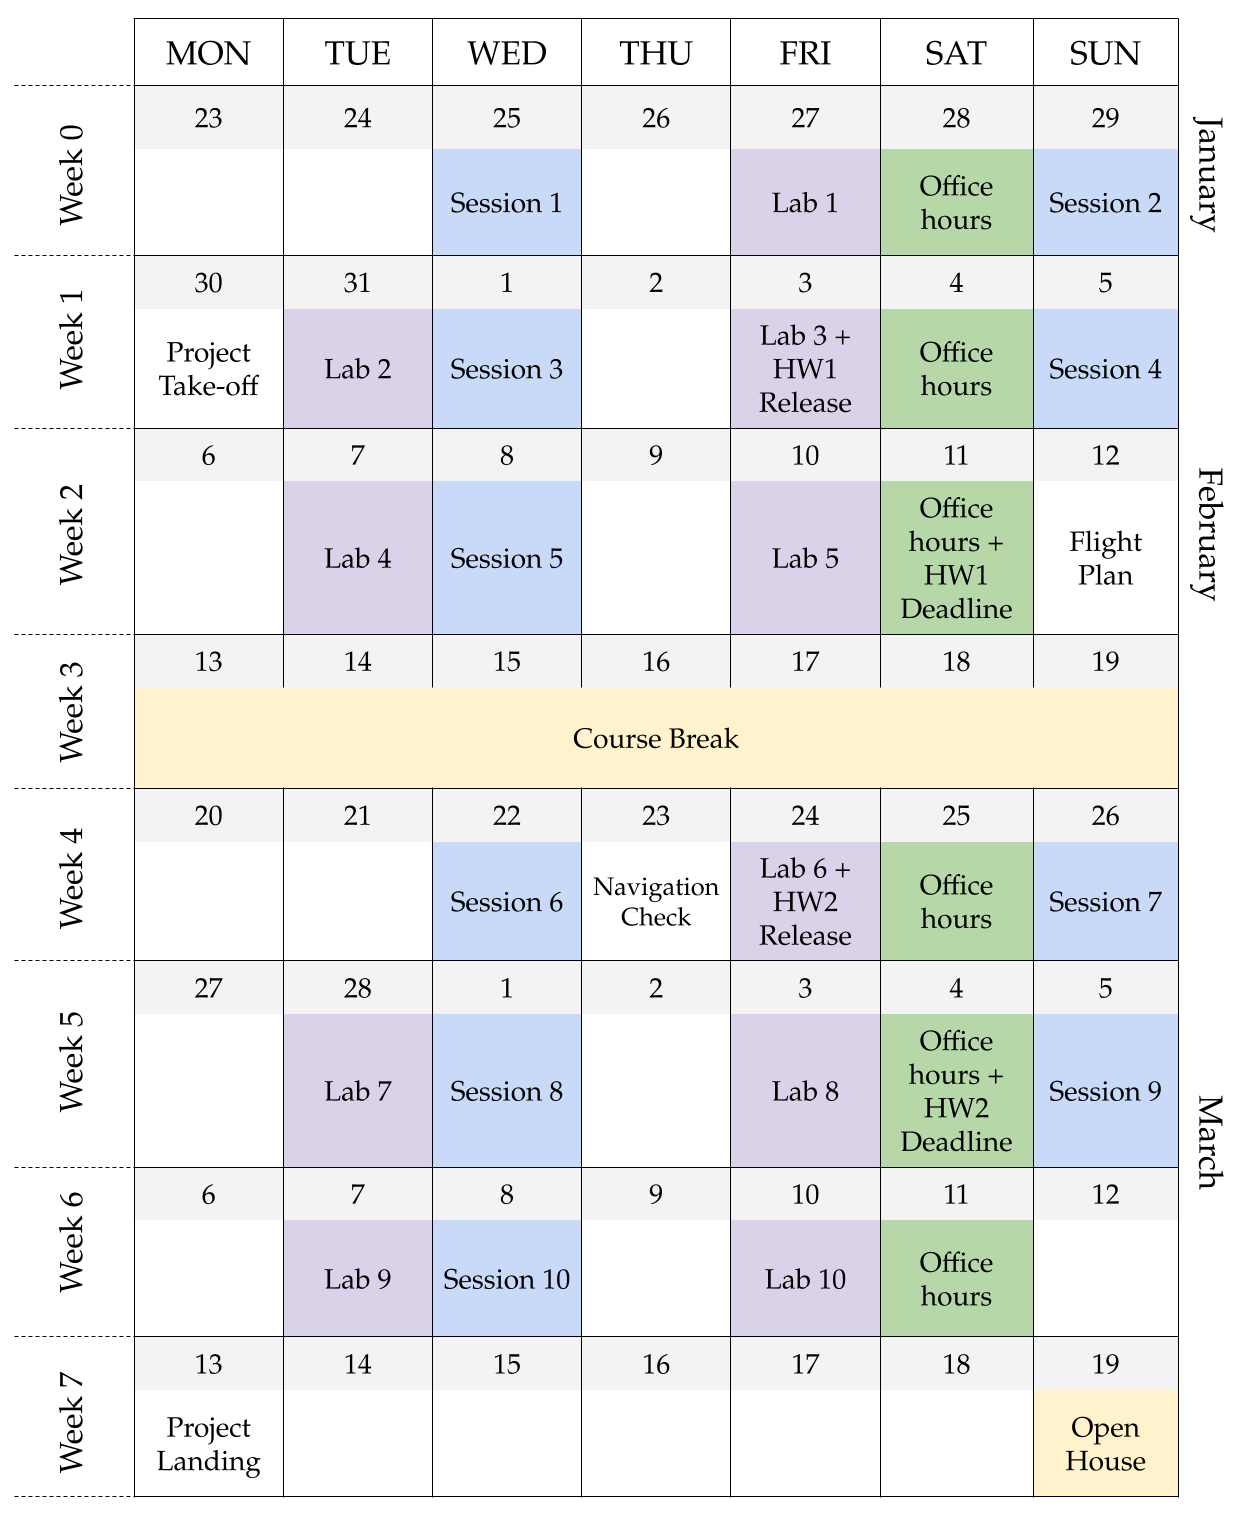 MON TUE WED THU FRI SAT SUN
January
Week 0
23 24 25 26 27 28 29
Session 1
Lab 1
Office
hours
Session 2
Week 1
30 31 1 2 3 4 5
Project
Take-off
Lab 2
Session 3
Lab 3 +
HW1
Release
Office
hours
Session 4
February
Week 2
6 7 8 9 10 11 12
Lab 4
Session 5
Lab 5
Office
hours +
HW1
Deadline
Flight
Plan
Week 3
13 14 15 16 17 18 19
Course Break
Week 4
20 21 22 23 24 25 26
Session 6
Navigation
Check
Lab 6 +
HW2
Release
Office
hours
Session 7
Week 5
27 28 1 2 3 4 5
Lab 7
Session 8
Lab 8
Office
hours +
HW2
Deadline
Session 9
March
Week 6
6 7 8 9 10 11 12
Lab 9
Session 10
Lab 10
Office
hours
Week 7
13 14 15 16 17 18 19
Project
Landing
Open
House